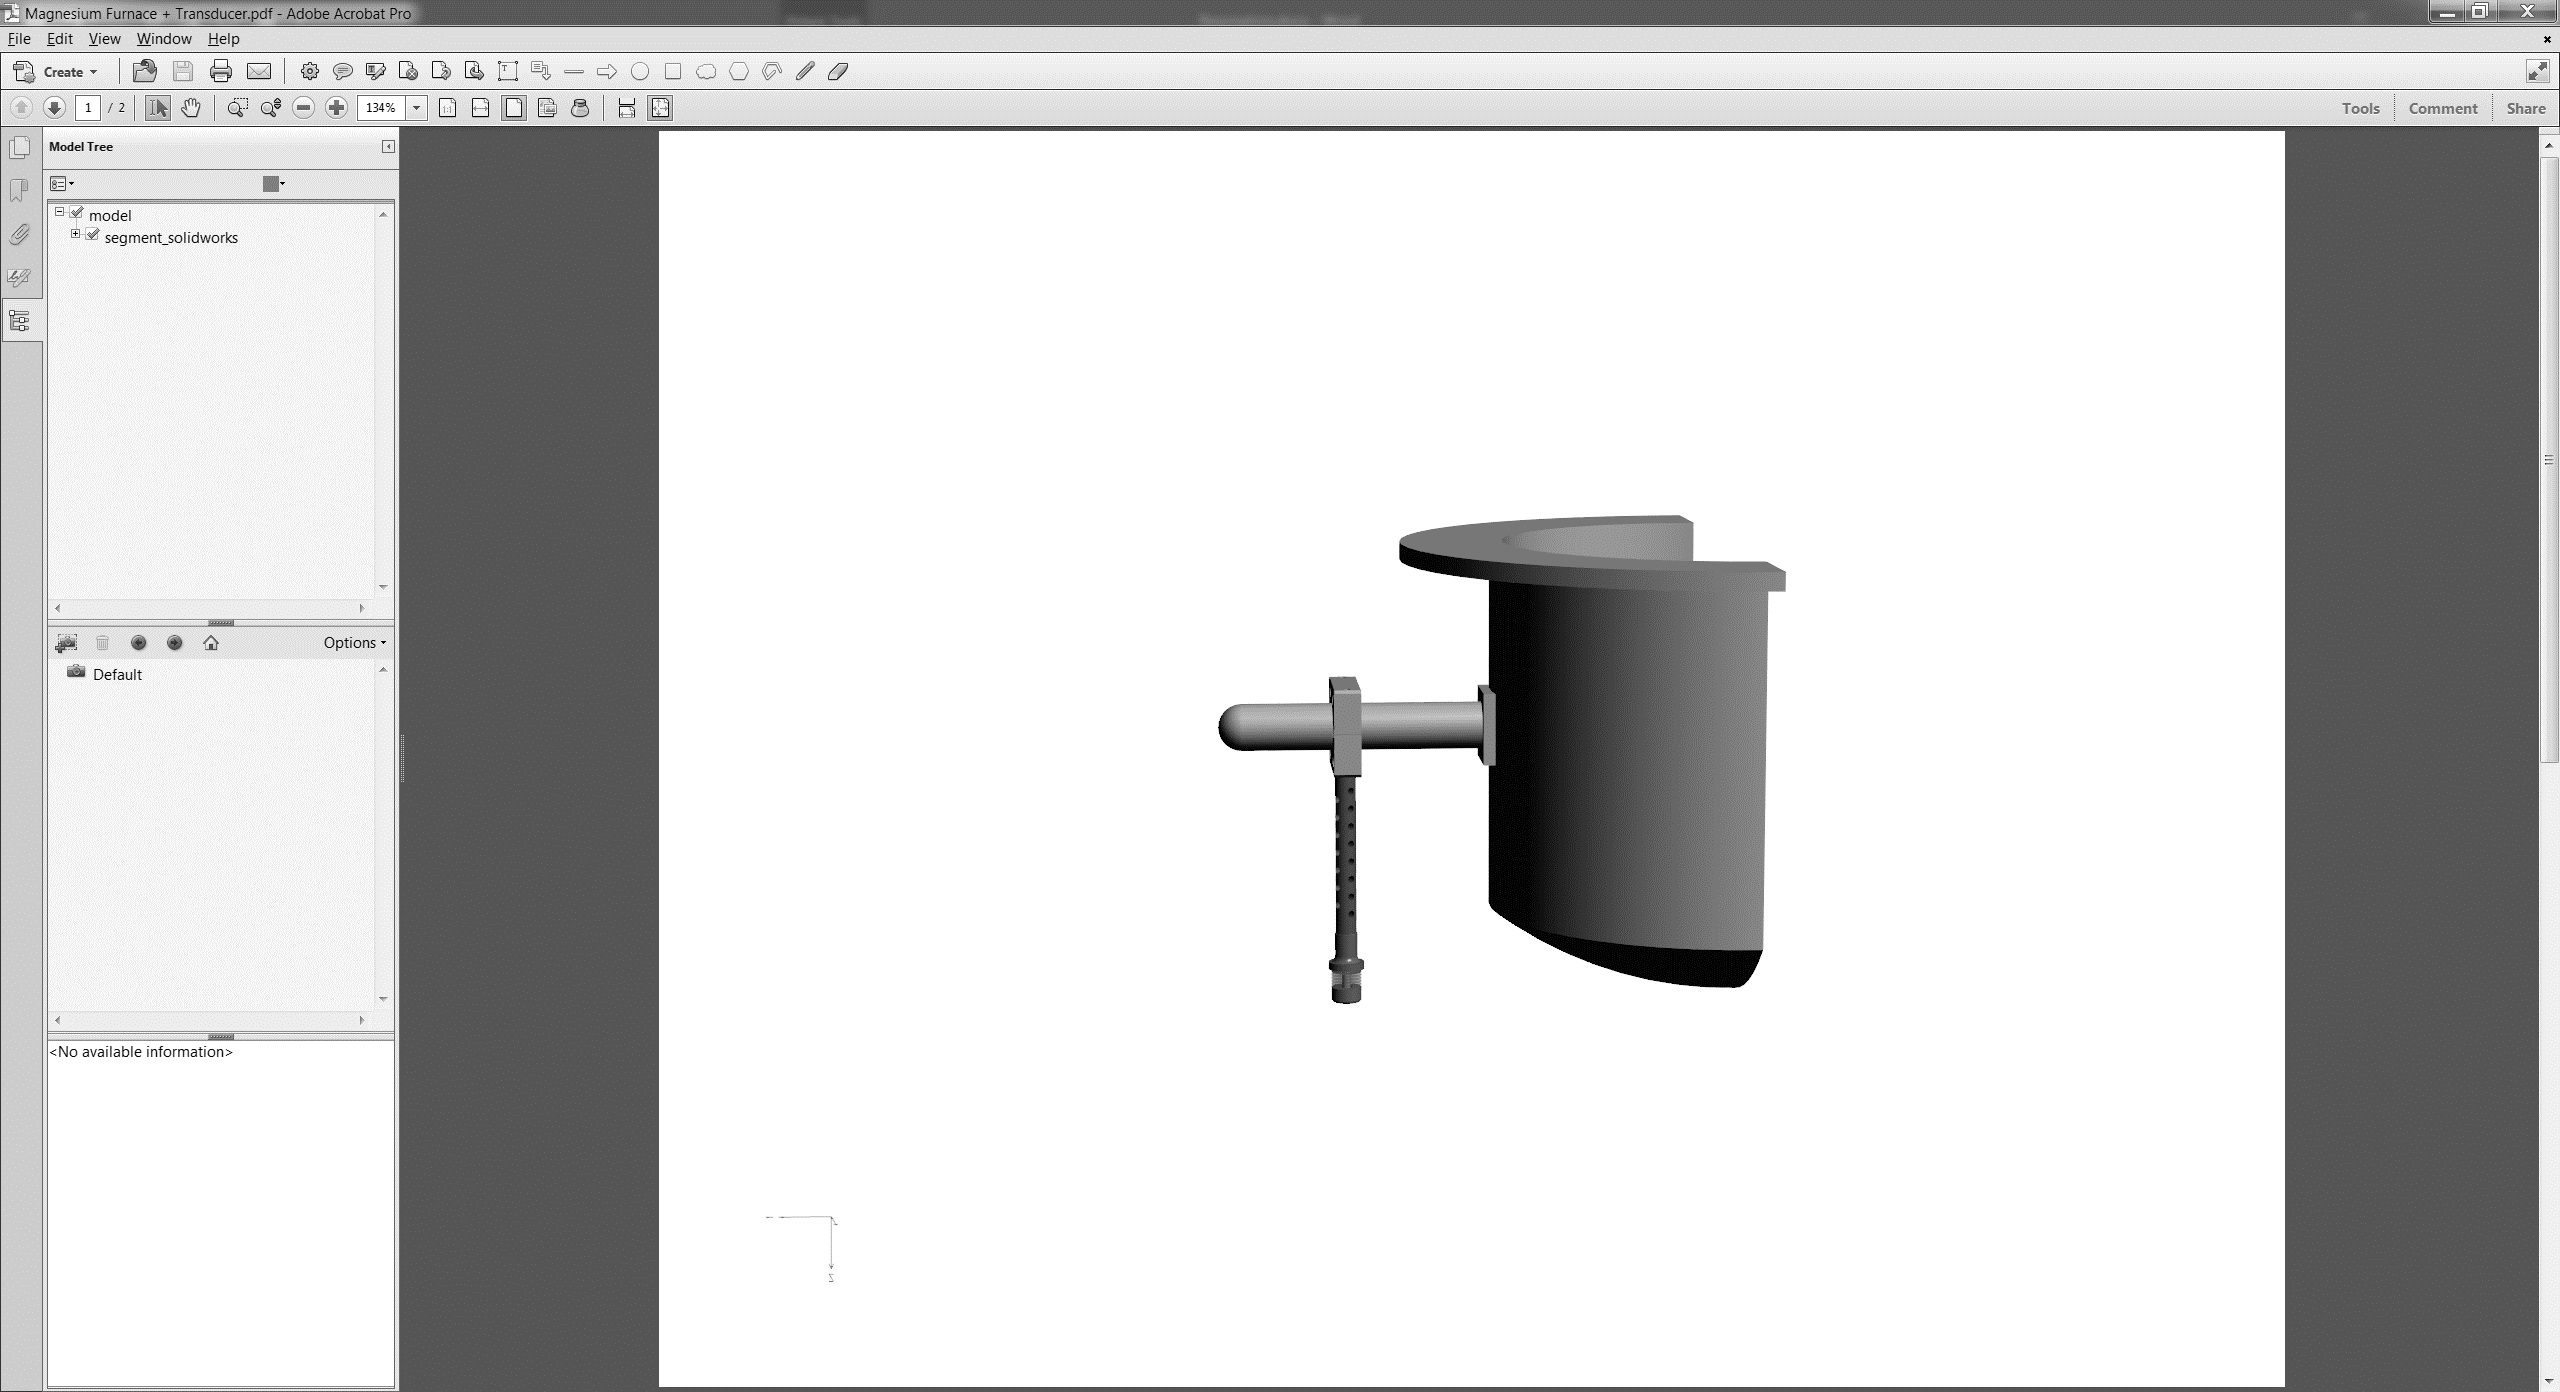 Magnesium Furnace + Transducer.pdf - Adobe Acrobat Pro
File Edit View Window Help
Create
1 / 2 134% Tools Comment Share
Model Tree
model
segment_solidworks
Options
Default
<No available information>
Z